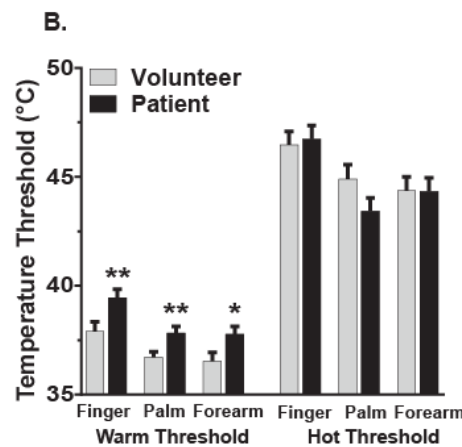 B.
Temperature Threshold (°C)
50
45
40
35
Volunteer
Patient
**
**
*
Finger Palm Forearm Finger Palm Forearm
Warm Threshold Hot Threshold